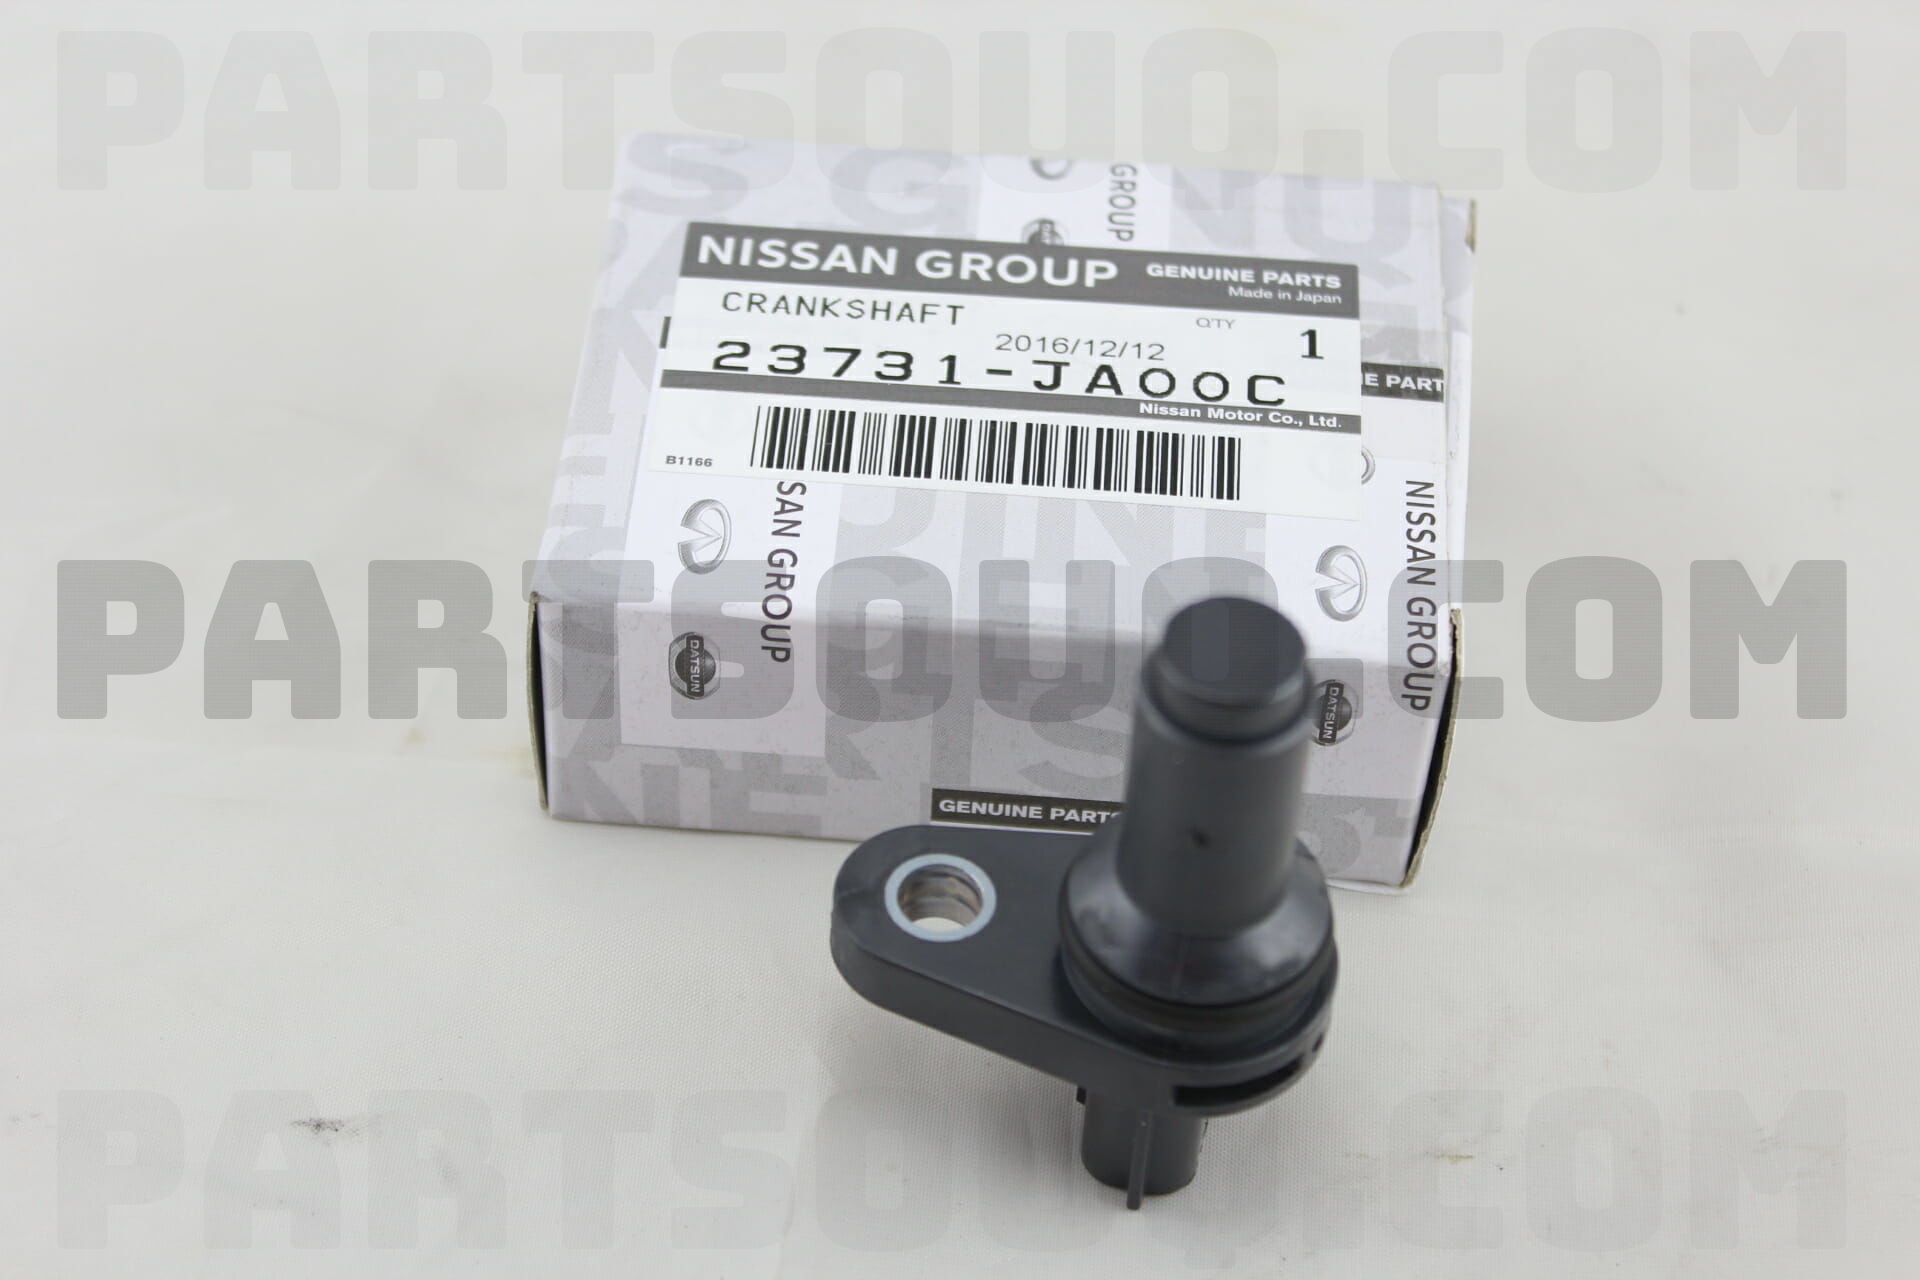 PARTSOUQ.COM
GROUP
NISSAN GROUP GENUINE PARTS
Made in Japan
CRANKSHAFT
QTY 1
2016/12/12
23731-JA00C
Nissan Motor Co., Ltd.
B1166
E PART
SAN GROUP
NISSAN GROUP
DATSUN
DATSUN
PARTSOUQ.COM
GENUINE PARTS
PARTSOUQ.COM